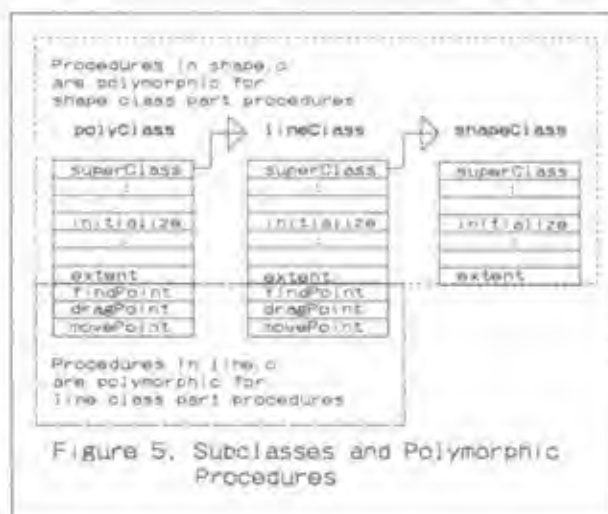 Procedures in shape.c
are polymorphic for
shape class part procedures
polyClass lineClass shapeClass
superClass superClass superClass
: : :
initialize initialize initialize
: :
extent extent extent
findPoint findPoint
dragPoint dragPoint
movePoint movePoint
Procedures in line.c
are polymorphic for
line class part procedures
Figure 5. Subclasses and Polymorphic
Procedures